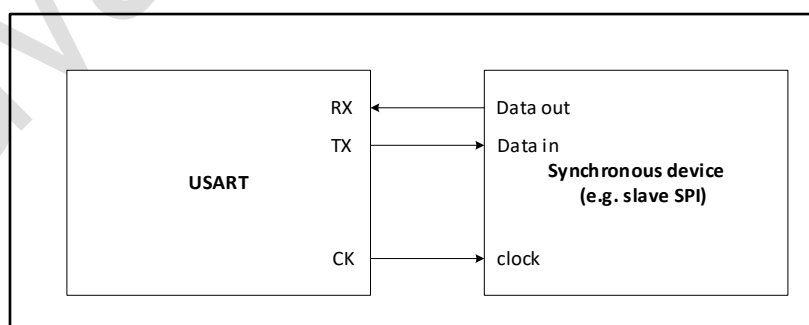 RX
Data out
TX
Data in
USART
Synchronous device
(e.g. slave SPI)
CK
clock